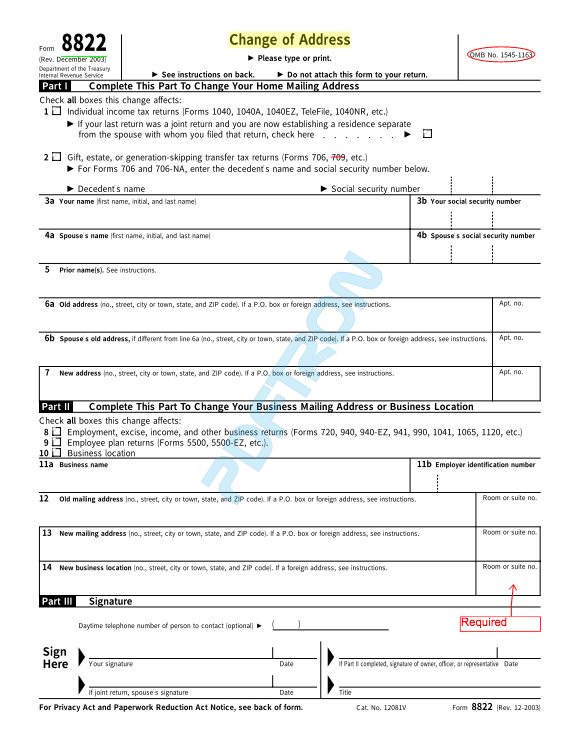 Form 8822
(Rev. December 2003)
Department of the Treasury
Internal Revenue Service
Change of Address
► Please type or print.
► See instructions on back. ► Do not attach this form to your return.
OMB No. 1545-1163
Part I Complete This Part To Change Your Home Mailing Address
Check all boxes this change affects:
1 Individual income tax returns (Forms 1040, 1040A, 1040EZ, TeleFile, 1040NR, etc.)
► If your last return was a joint return and you are now establishing a residence separate
from the spouse with whom you filed that return, check here . . . . . . . ►
2 Gift, estate, or generation-skipping transfer tax returns (Forms 706, 709, etc.)
► For Forms 706 and 706-NA, enter the decedent's name and social security number below.
► Decedent's name ► Social security number
3a Your name (first name, initial, and last name) 3b Your social security number
4a Spouse's name (first name, initial, and last name) 4b Spouse's social security number
5 Prior name(s). See instructions.
6a Old address (no., street, city or town, state, and ZIP code). If a P.O. box or foreign address, see instructions. Apt. no.
6b Spouse's old address, if different from line 6a (no., street, city or town, state, and ZIP code). If a P.O. box or foreign address, see instructions. Apt. no.
7 New address (no., street, city or town, state, and ZIP code). If a P.O. box or foreign address, see instructions. Apt. no.
PDFTRON
Part II Complete This Part To Change Your Business Mailing Address or Business Location
Check all boxes this change affects:
8 Employment, excise, income, and other business returns (Forms 720, 940, 940-EZ, 941, 990, 1041, 1065, 1120, etc.)
9 Employee plan returns (Forms 5500, 5500-EZ, etc.).
10 Business location
11a Business name 11b Employer identification number
12 Old mailing address (no., street, city or town, state, and ZIP code). If a P.O. box or foreign address, see instructions. Room or suite no.
13 New mailing address (no., street, city or town, state, and ZIP code). If a P.O. box or foreign address, see instructions. Room or suite no.
14 New business location (no., street, city or town, state, and ZIP code). If a foreign address, see instructions. Room or suite no.
Part III Signature
Required
Daytime telephone number of person to contact (optional) ► ( )
Sign
Here
Your signature Date If Part II completed, signature of owner, officer, or representative Date
If joint return, spouse's signature Date Title
For Privacy Act and Paperwork Reduction Act Notice, see back of form. Cat. No. 12081V Form 8822 (Rev. 12-2003)